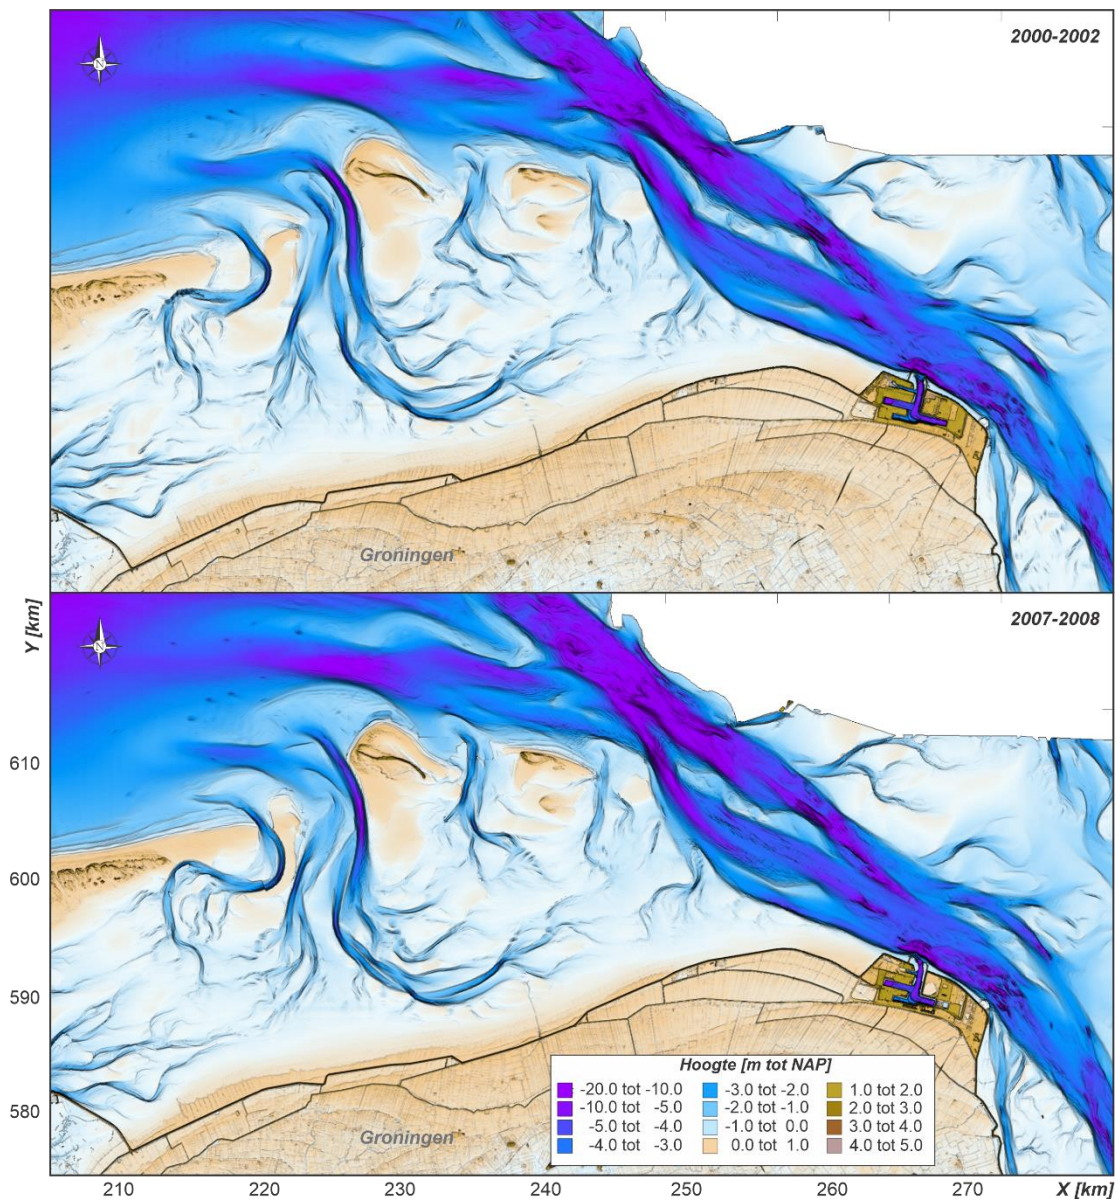 2000-2002
N
Groningen
Y [km]
2007-2008
N
610
600
590
580
Groningen
Hoogte [m tot NAP]
-20.0 tot -10.0 -3.0 tot -2.0 1.0 tot 2.0
-10.0 tot -5.0 -2.0 tot -1.0 2.0 tot 3.0
-5.0 tot -4.0 -1.0 tot 0.0 3.0 tot 4.0
-4.0 tot -3.0 0.0 tot 1.0 4.0 tot 5.0
210 220 230 240 250 260 270 X [km]